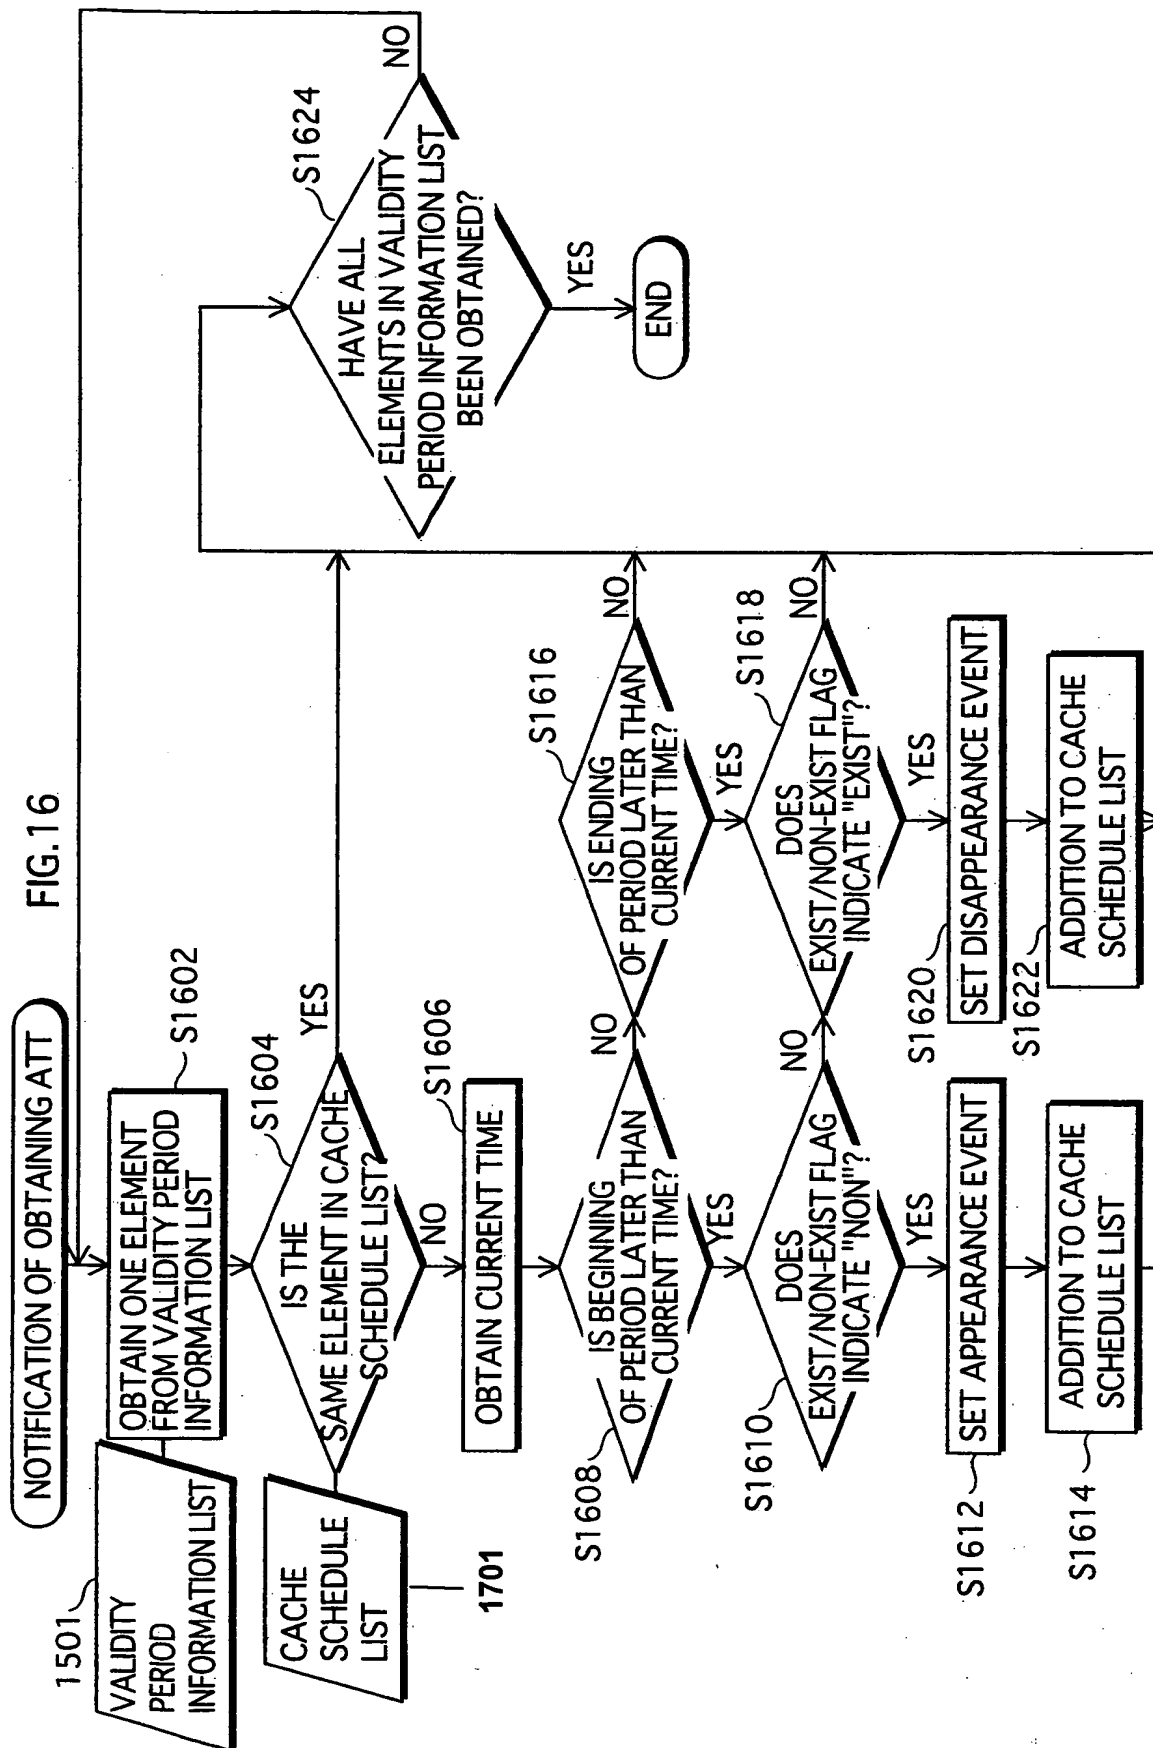 FIG.16
NOTIFICATION OF OBTAINING ATT
1501
VALIDITY
PERIOD
INFORMATION LIST
OBTAIN ONE ELEMENT
FROM VALIDITY PERIOD
INFORMATION LIST
S1602
CACHE
SCHEDULE
LIST
1701
IS THE
SAME ELEMENT IN CACHE
SCHEDULE LIST?
S1604
YES
NO
OBTAIN CURRENT TIME
S1606
S1608
IS BEGINNING
OF PERIOD LATER THAN
CURRENT TIME?
NO
YES
IS ENDING
OF PERIOD LATER THAN
CURRENT TIME?
S1616
NO
YES
S1610
DOES
EXIST/NON-EXIST FLAG
INDICATE "NON"?
NO
YES
DOES
EXIST/NON-EXIST FLAG
INDICATE "EXIST"?
S1618
NO
YES
S1612
SET APPEARANCE EVENT
S1620
SET DISAPPEARANCE EVENT
S1614
ADDITION TO CACHE
SCHEDULE LIST
S1622
ADDITION TO CACHE
SCHEDULE LIST
HAVE ALL
ELEMENTS IN VALIDITY
PERIOD INFORMATION LIST
BEEN OBTAINED?
S1624
NO
YES
END